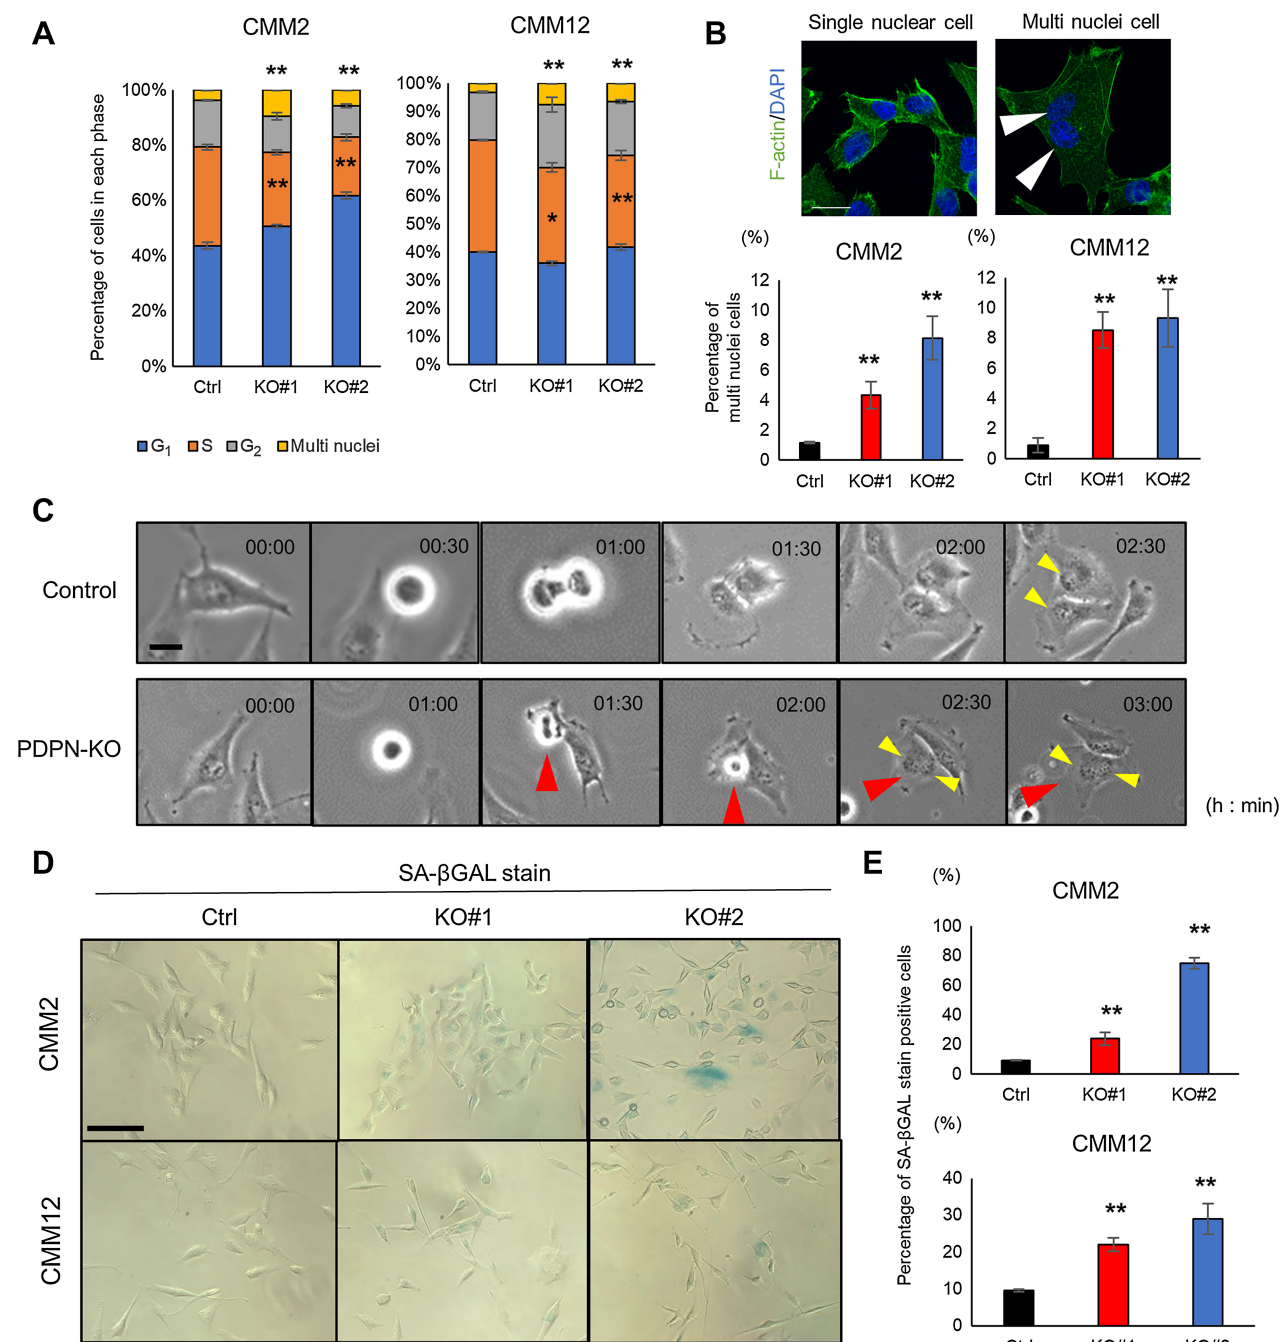 A
CMM2
CMM12
Percentage of cells in each phase
** **
100%
80%
60%
40%
20%
0%
**
**
Ctrl KO#1 KO#2
** **
100%
90%
80%
70%
60%
50%
40%
30%
20%
10%
0%
*
**
Ctrl KO#1 KO#2
G1 S G2 Multi nuclei
B
Single nuclear cell
Multi nuclei cell
F-actin/DAPI
(%)
CMM2
Percentage of
multi nuclei cells
12
10
8
6
4
2
0
**
**
Ctrl KO#1 KO#2
(%)
CMM12
12
10
8
6
4
2
0
**
**
Ctrl KO#1 KO#2
C
Control
00:00 00:30 01:00 01:30 02:00 02:30
PDPN-KO
00:00 01:00 01:30 02:00 02:30 03:00
(h : min)
D
SA-βGAL stain
Ctrl KO#1 KO#2
CMM2
CMM12
E
(%)
CMM2
Percentage of SA-βGAL stain positive cells
100
80
60
40
20
0
**
**
Ctrl KO#1 KO#2
(%)
CMM12
40
30
20
10
0
**
**